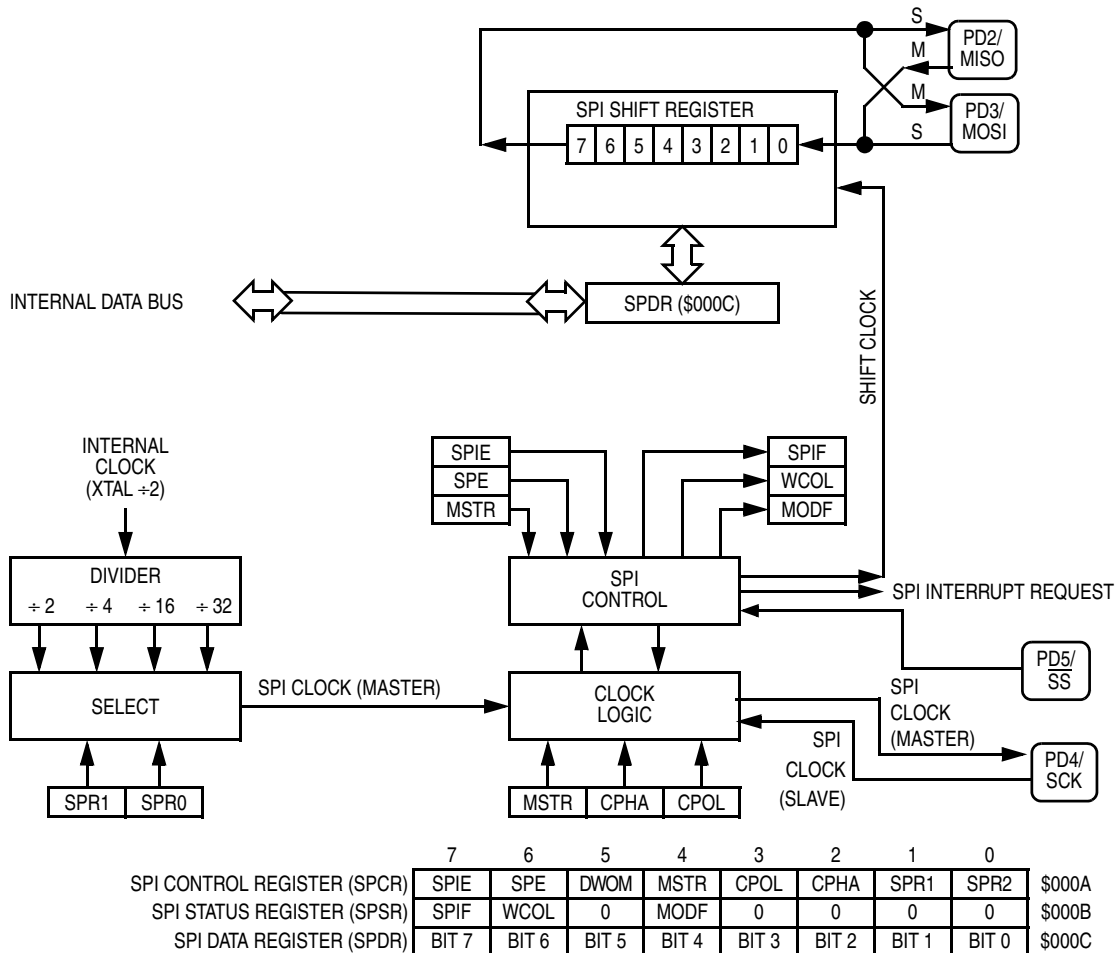 S
PD2/
MISO
M
M
PD3/
MOSI
S
SPI SHIFT REGISTER
7 6 5 4 3 2 1 0
INTERNAL DATA BUS
SPDR ($000C)
SHIFT CLOCK
INTERNAL
CLOCK
(XTAL ÷2)
DIVIDER
÷ 2 ÷ 4 ÷ 16 ÷ 32
SELECT
SPR1 SPR0
SPI CLOCK (MASTER)
SPIE
SPE
MSTR
SPIF
WCOL
MODF
SPI
CONTROL
SPI INTERRUPT REQUEST
CLOCK
LOGIC
MSTR CPHA CPOL
PD5/
SS
SPI
CLOCK
(MASTER)
SPI
CLOCK
(SLAVE)
PD4/
SCK
7 6 5 4 3 2 1 0
SPI CONTROL REGISTER (SPCR) SPIE SPE DWOM MSTR CPOL CPHA SPR1 SPR2 $000A
SPI STATUS REGISTER (SPSR) SPIF WCOL 0 MODF 0 0 0 0 $000B
SPI DATA REGISTER (SPDR) BIT 7 BIT 6 BIT 5 BIT 4 BIT 3 BIT 2 BIT 1 BIT 0 $000C